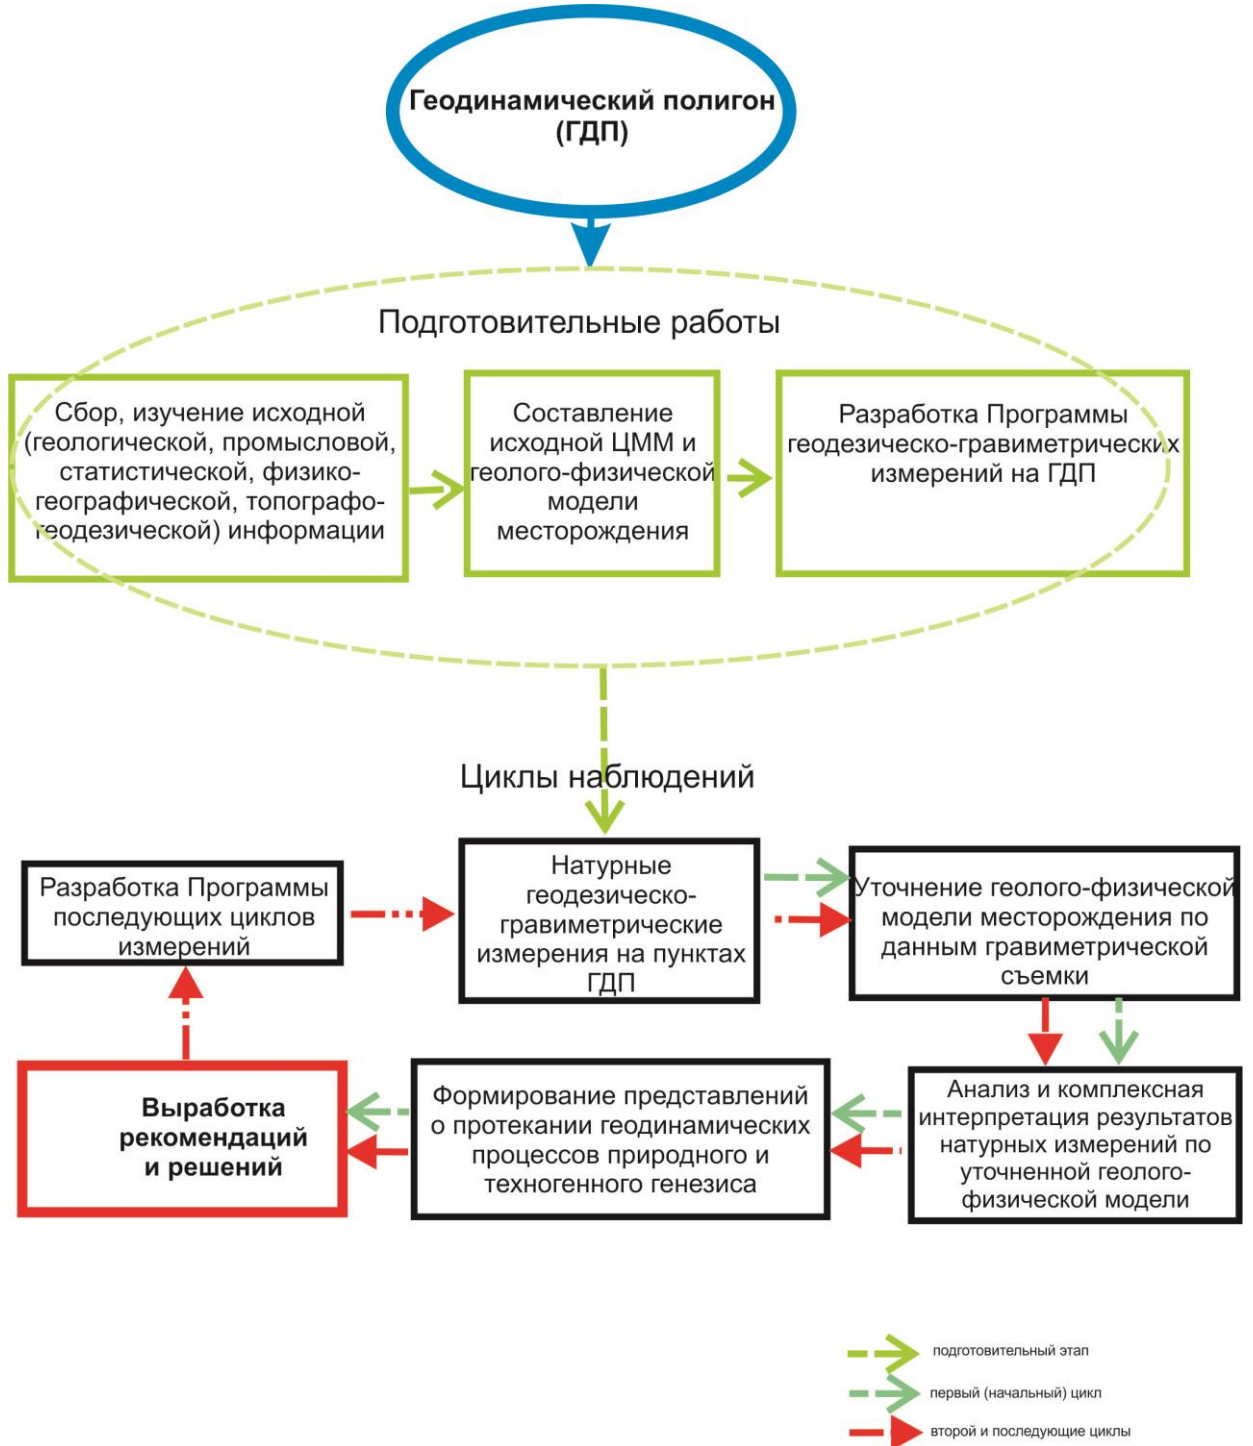 Геодинамический полигон
(ГДП)
Подготовительные работы
Сбор, изучение исходной
(геологической, промысловой,
статистической, физико-
географической, топографо-
геодезической) информации
Составление
исходной ЦММ и
геолого-физической
модели
месторождения
Разработка Программы
геодезическо-гравиметрических
измерений на ГДП
Циклы наблюдений
Разработка Программы
последующих циклов
измерений
Натурные
геодезическо-
гравиметрические
измерения на пунктах
ГДП
Уточнение геолого-физической
модели месторождения по
данным гравиметрической
съемки
Выработка
рекомендаций
и решений
Формирование представлений
о протекании геодинамических
процессов природного и
техногенного генезиса
Анализ и комплексная
интерпретация результатов
натурных измерений по
уточненной геолого-
физической модели
подготовительный этап
первый (начальный) цикл
второй и последующие циклы